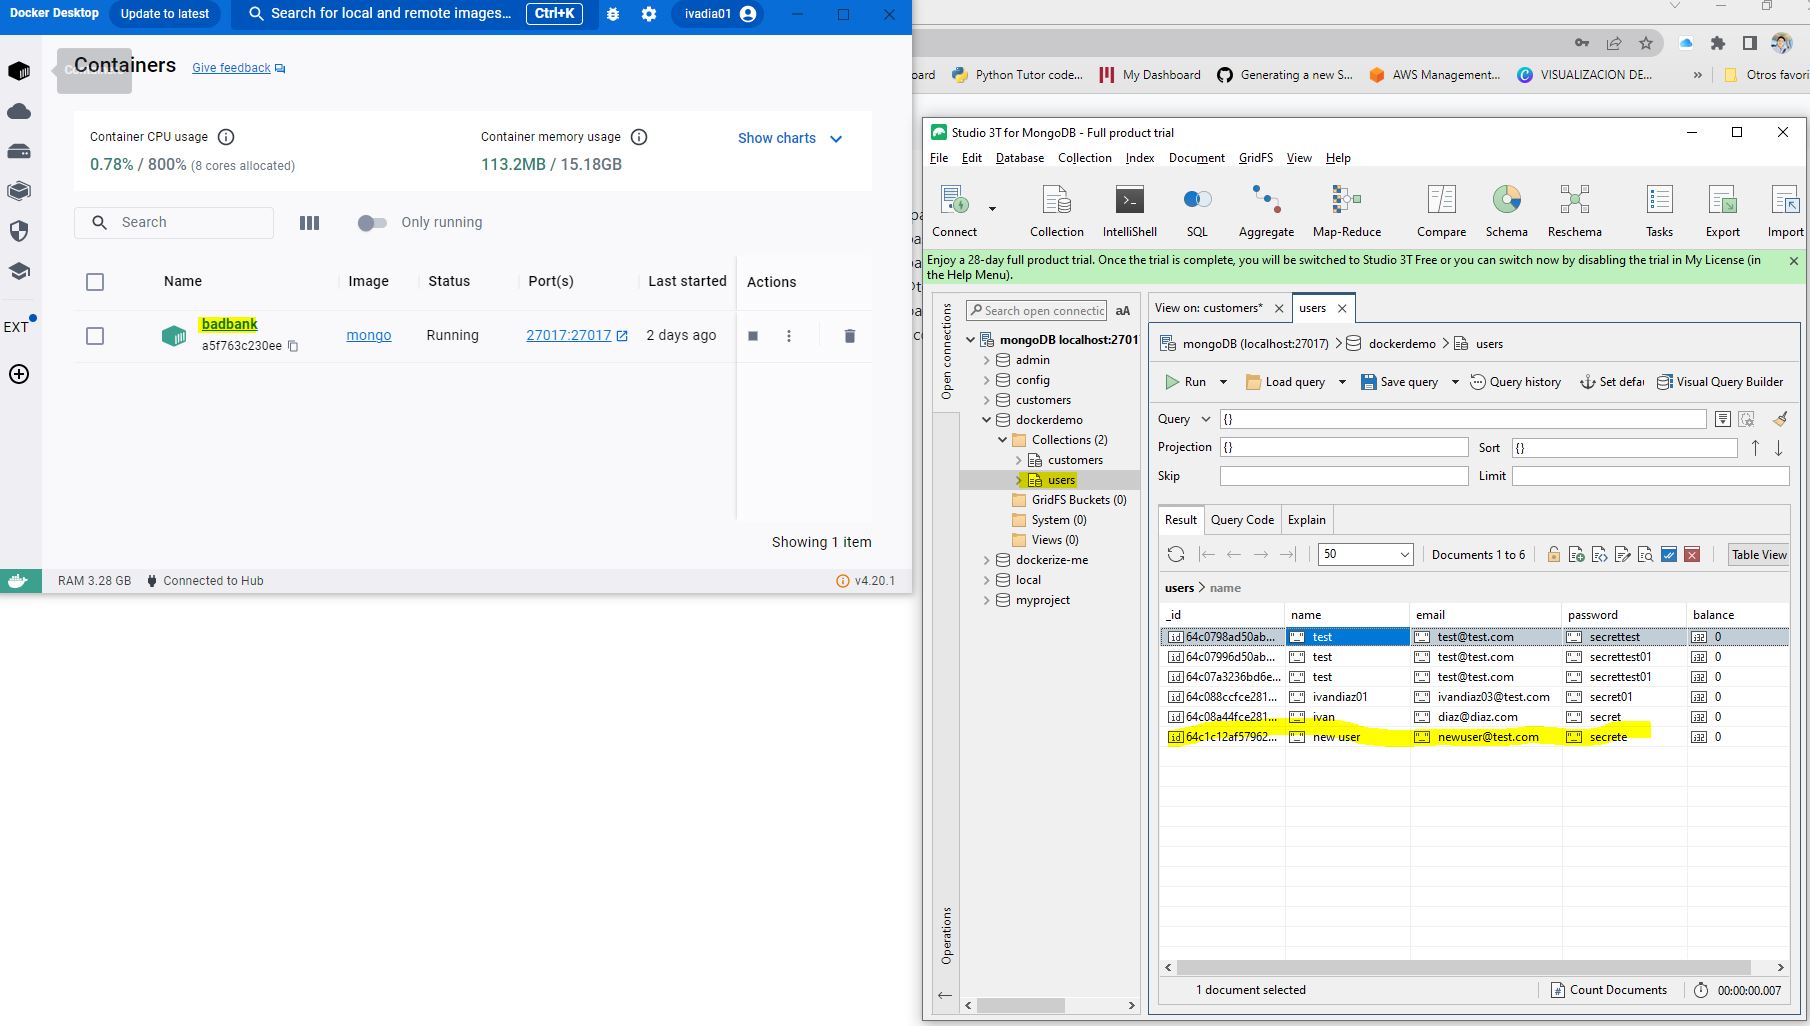 Docker Desktop
Update to latest
Search for local and remote images...
Ctrl+K
ivadia01
Containers
Give feedback
Container CPU usage
0.78% / 800% (8 cores allocated)
Container memory usage
113.2MB / 15.18GB
Show charts
Search
Only running
Name Image Status Port(s) Last started Actions
badbank mongo Running 27017:27017 2 days ago
a5f763c230ee
EXT
Showing 1 item
RAM 3.28 GB Connected to Hub v4.20.1
Python Tutor code...
My Dashboard
Generating a new S...
AWS Management...
VISUALIZACION DE...
»
Otros favori
Studio 3T for MongoDB - Full product trial
File Edit Database Collection Index Document GridFS View Help
Connect Collection IntelliShell SQL Aggregate Map-Reduce Compare Schema Reschema Tasks Export Import
Enjoy a 28-day full product trial. Once the trial is complete, you will be switched to Studio 3T Free or you can switch now by disabling the trial in My License (in
the Help Menu).
Open connections
Operations
Search open connectic aA
mongoDB localhost:2701
admin
config
customers
dockerdemo
Collections (2)
customers
users
GridFS Buckets (0)
System (0)
Views (0)
dockerize-me
local
myproject
View on: customers*
users
mongoDB (localhost:27017) dockerdemo users
Run Load query Save query Query history Set defau Visual Query Builder
Query {}
Projection {} Sort {}
Skip Limit
Result Query Code Explain
50 Documents 1 to 6 Table View
users > name
_id name email password balance
64c0798ad50ab... test test@test.com secrettest 0
64c07996d50ab... test test@test.com secrettest01 0
64c07a3236bd6e... test test@test.com secrettest01 0
64c088ccfce281... ivandiaz01 ivandiaz03@test.com secret01 0
64c08a44fce281... ivan diaz@diaz.com secret 0
64c1c12af57962... new user newuser@test.com secrete 0
1 document selected Count Documents 00:00:00.007